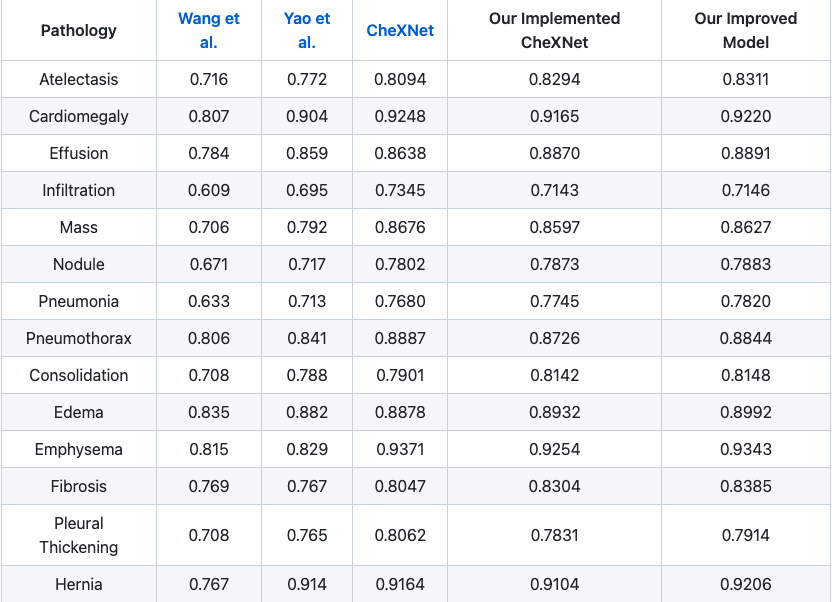 Pathology Wang et al. Yao et al. CheXNet Our Implemented CheXNet Our Improved Model
Atelectasis 0.716 0.772 0.8094 0.8294 0.8311
Cardiomegaly 0.807 0.904 0.9248 0.9165 0.9220
Effusion 0.784 0.859 0.8638 0.8870 0.8891
Infiltration 0.609 0.695 0.7345 0.7143 0.7146
Mass 0.706 0.792 0.8676 0.8597 0.8627
Nodule 0.671 0.717 0.7802 0.7873 0.7883
Pneumonia 0.633 0.713 0.7680 0.7745 0.7820
Pneumothorax 0.806 0.841 0.8887 0.8726 0.8844
Consolidation 0.708 0.788 0.7901 0.8142 0.8148
Edema 0.835 0.882 0.8878 0.8932 0.8992
Emphysema 0.815 0.829 0.9371 0.9254 0.9343
Fibrosis 0.769 0.767 0.8047 0.8304 0.8385
Pleural Thickening 0.708 0.765 0.8062 0.7831 0.7914
Hernia 0.767 0.914 0.9164 0.9104 0.9206